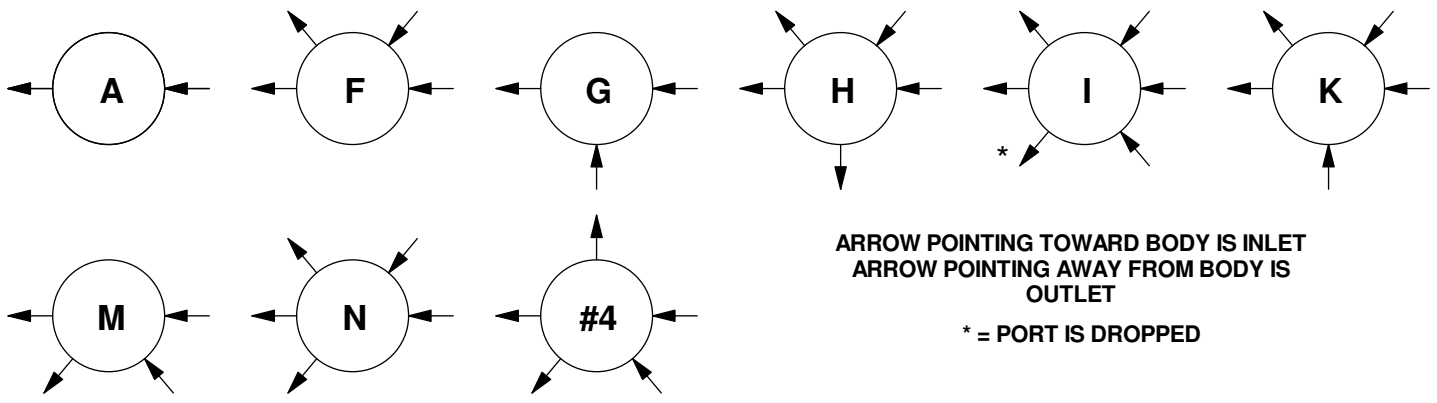 A
F
G
H
I
K
*
M
N
#4
ARROW POINTING TOWARD BODY IS INLET
ARROW POINTING AWAY FROM BODY IS
OUTLET
* = PORT IS DROPPED